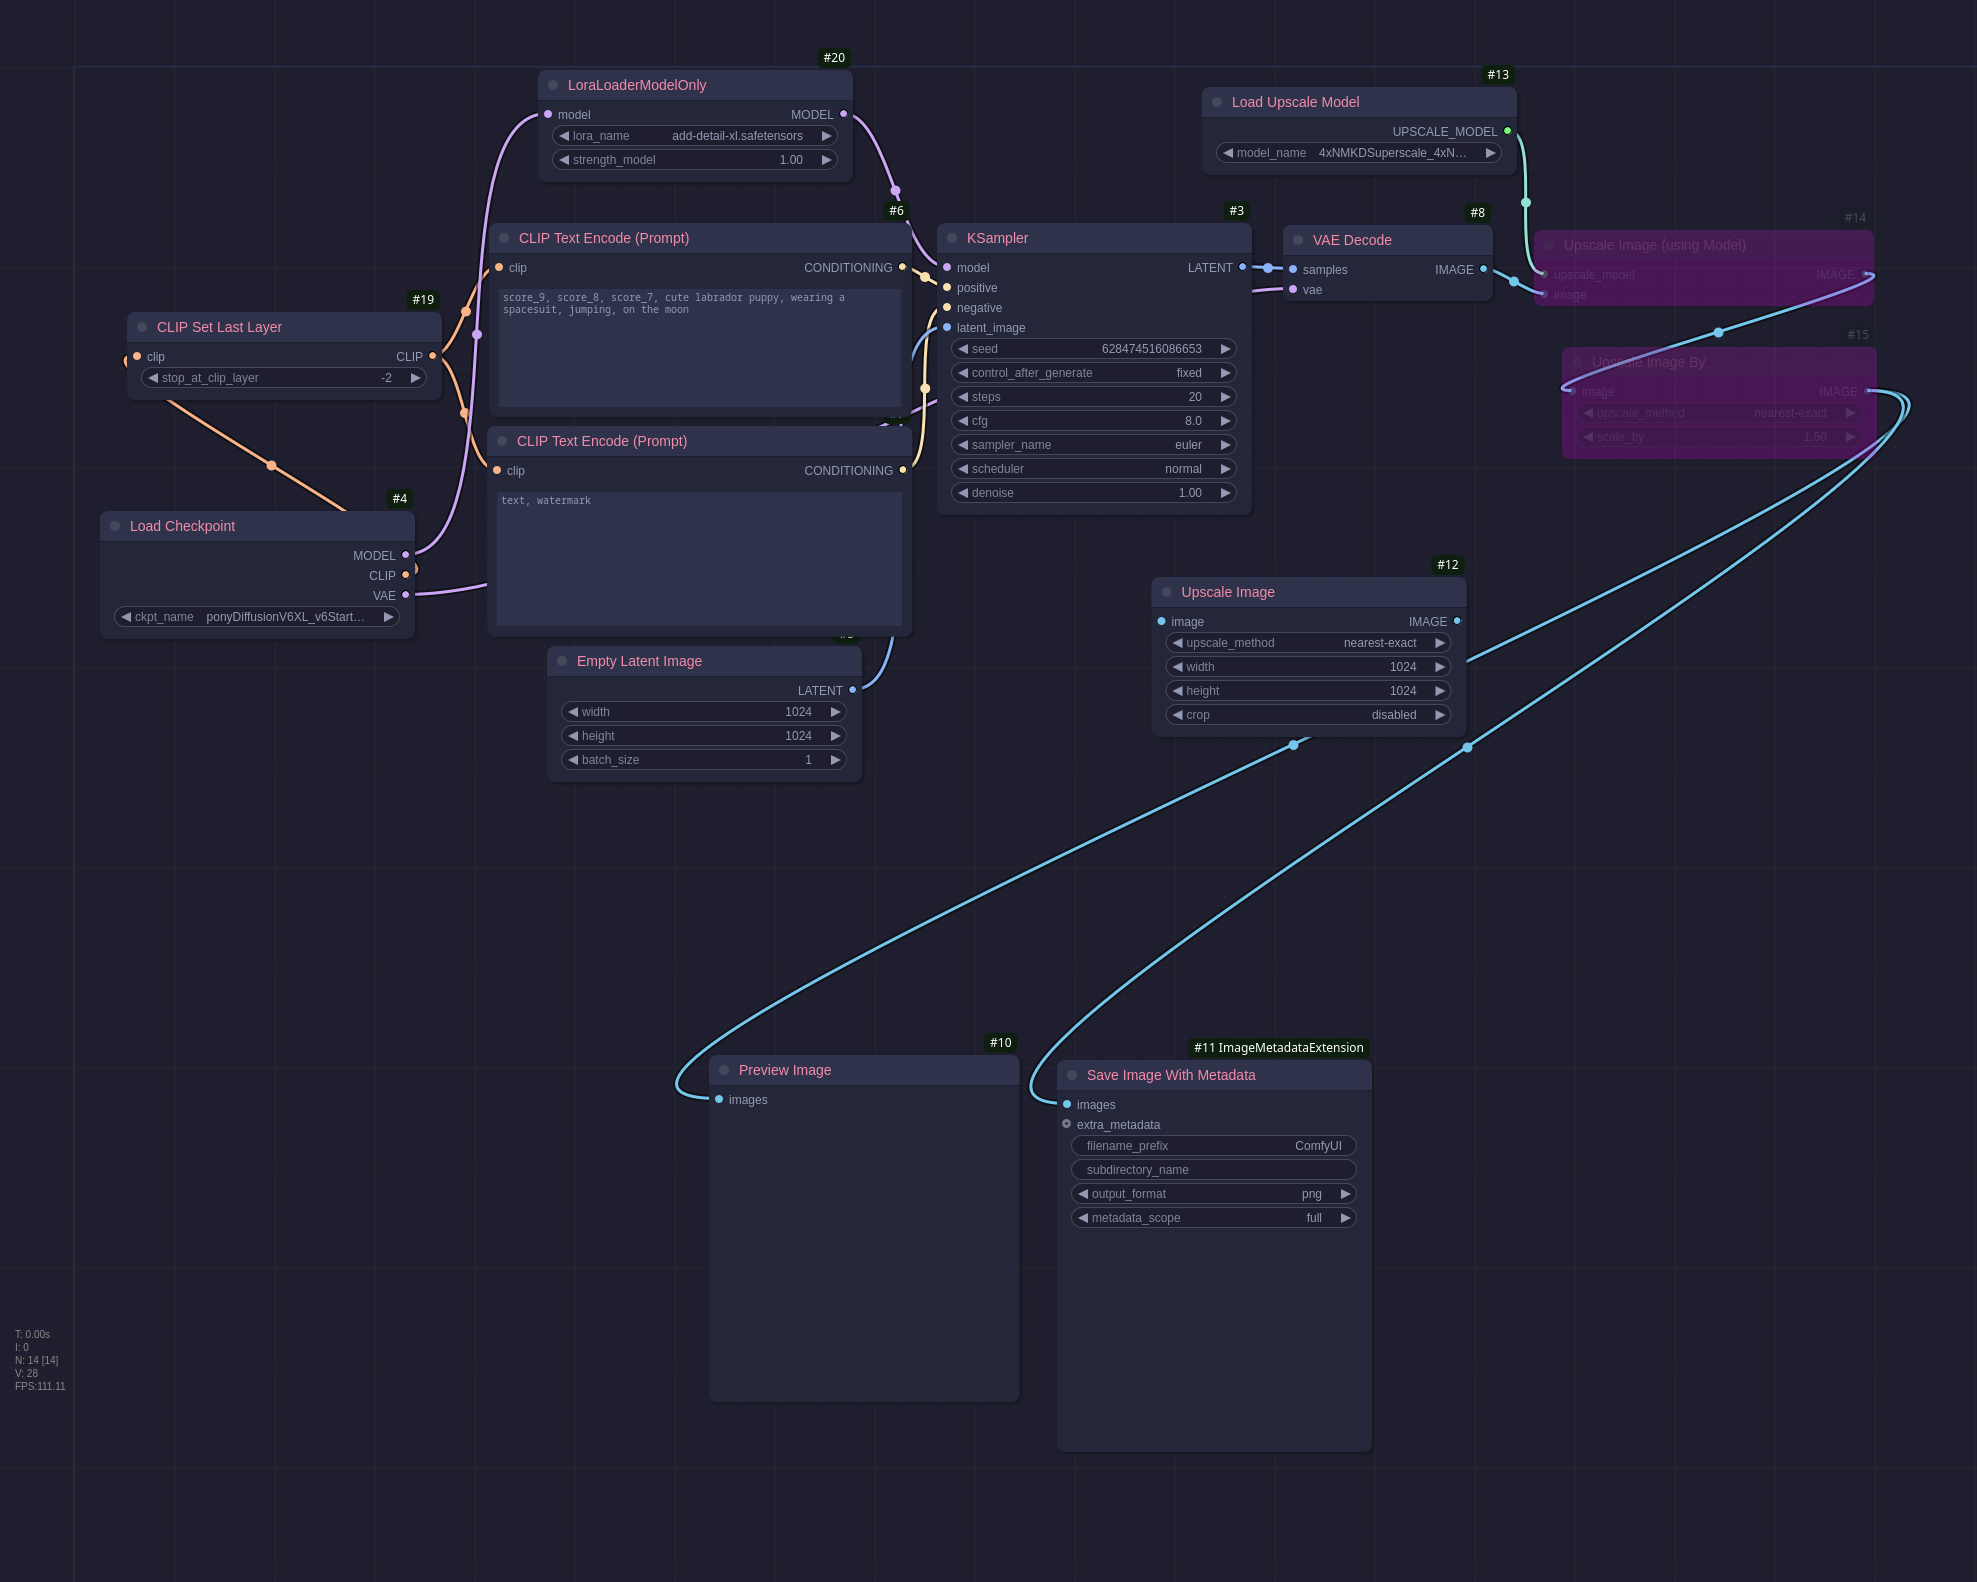 #20
LoraLoaderModelOnly
model MODEL
lora_name add-detail-xl.safetensors
strength_model 1.00
#13
Load Upscale Model
UPSCALE_MODEL
model_name 4xNMKDSuperscale_4xN...
#6
CLIP Text Encode (Prompt)
clip CONDITIONING
score_9, score_8, score_7, cute labrador puppy, wearing a
spacesuit, jumping, on the moon
#3
KSampler
model LATENT
positive
negative
latent_image
seed 628474516086653
control_after_generate fixed
steps 20
cfg 8.0
sampler_name euler
scheduler normal
denoise 1.00
#8
VAE Decode
samples IMAGE
vae
#14
Upscale Image (using Model)
upscale_model IMAGE
image
#15
Upscale Image By
image IMAGE
upscale_method nearest-exact
scale_by 1.50
#19
CLIP Set Last Layer
clip CLIP
stop_at_clip_layer -2
CLIP Text Encode (Prompt)
clip CONDITIONING
text, watermark
#4
Load Checkpoint
MODEL
CLIP
VAE
ckpt_name ponyDiffusionV6XL_v6Start...
Empty Latent Image
LATENT
width 1024
height 1024
batch_size 1
#12
Upscale Image
image IMAGE
upscale_method nearest-exact
width 1024
height 1024
crop disabled
#10
Preview Image
images
#11 ImageMetadataExtension
Save Image With Metadata
images
extra_metadata
filename_prefix ComfyUI
subdirectory_name
output_format png
metadata_scope full
T: 0.00s
I: 0
N: 14 [14]
V: 28
FPS:111.11